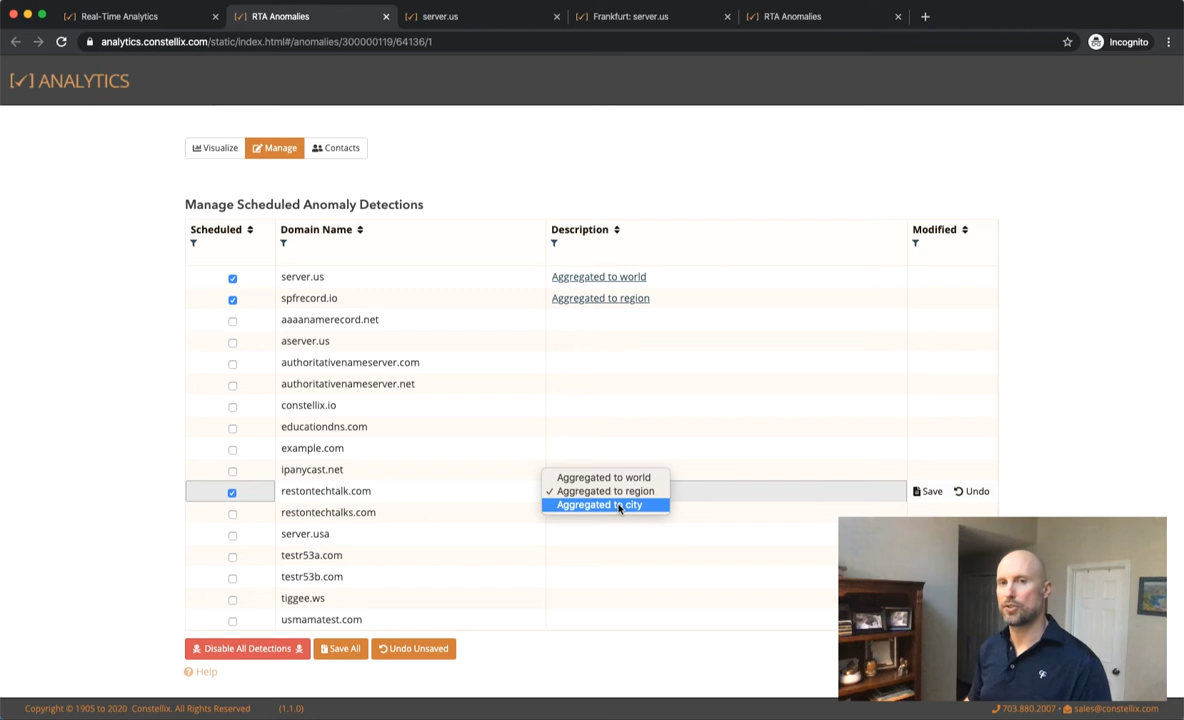 Real-Time Analytics
RTA Anomalies
server.us
Frankfurt: server.us
RTA Anomalies
analytics.constellix.com/static/index.html#/anomalies/300000119/64136/1
Incognito
[✓] ANALYTICS
Visualize Manage Contacts
Manage Scheduled Anomaly Detections
Scheduled Domain Name Description Modified
server.us Aggregated to world
spfrecord.io Aggregated to region
aaaanamerecord.net
aserver.us
authoritativenameserver.com
authoritativenameserver.net
constellix.io
educationdns.com
example.com
ipanycast.net
Aggregated to world
restontechtalk.com ✓ Aggregated to region Save Undo
Aggregated to city
restontechtalks.com
server.usa
testr53a.com
testr53b.com
tiggee.ws
usmamatest.com
Disable All Detections Save All Undo Unsaved
Help
Copyright © 1905 to 2020 Constellix. All Rights Reserved (1.1.0) 703.880.2007 • sales@constellix.com